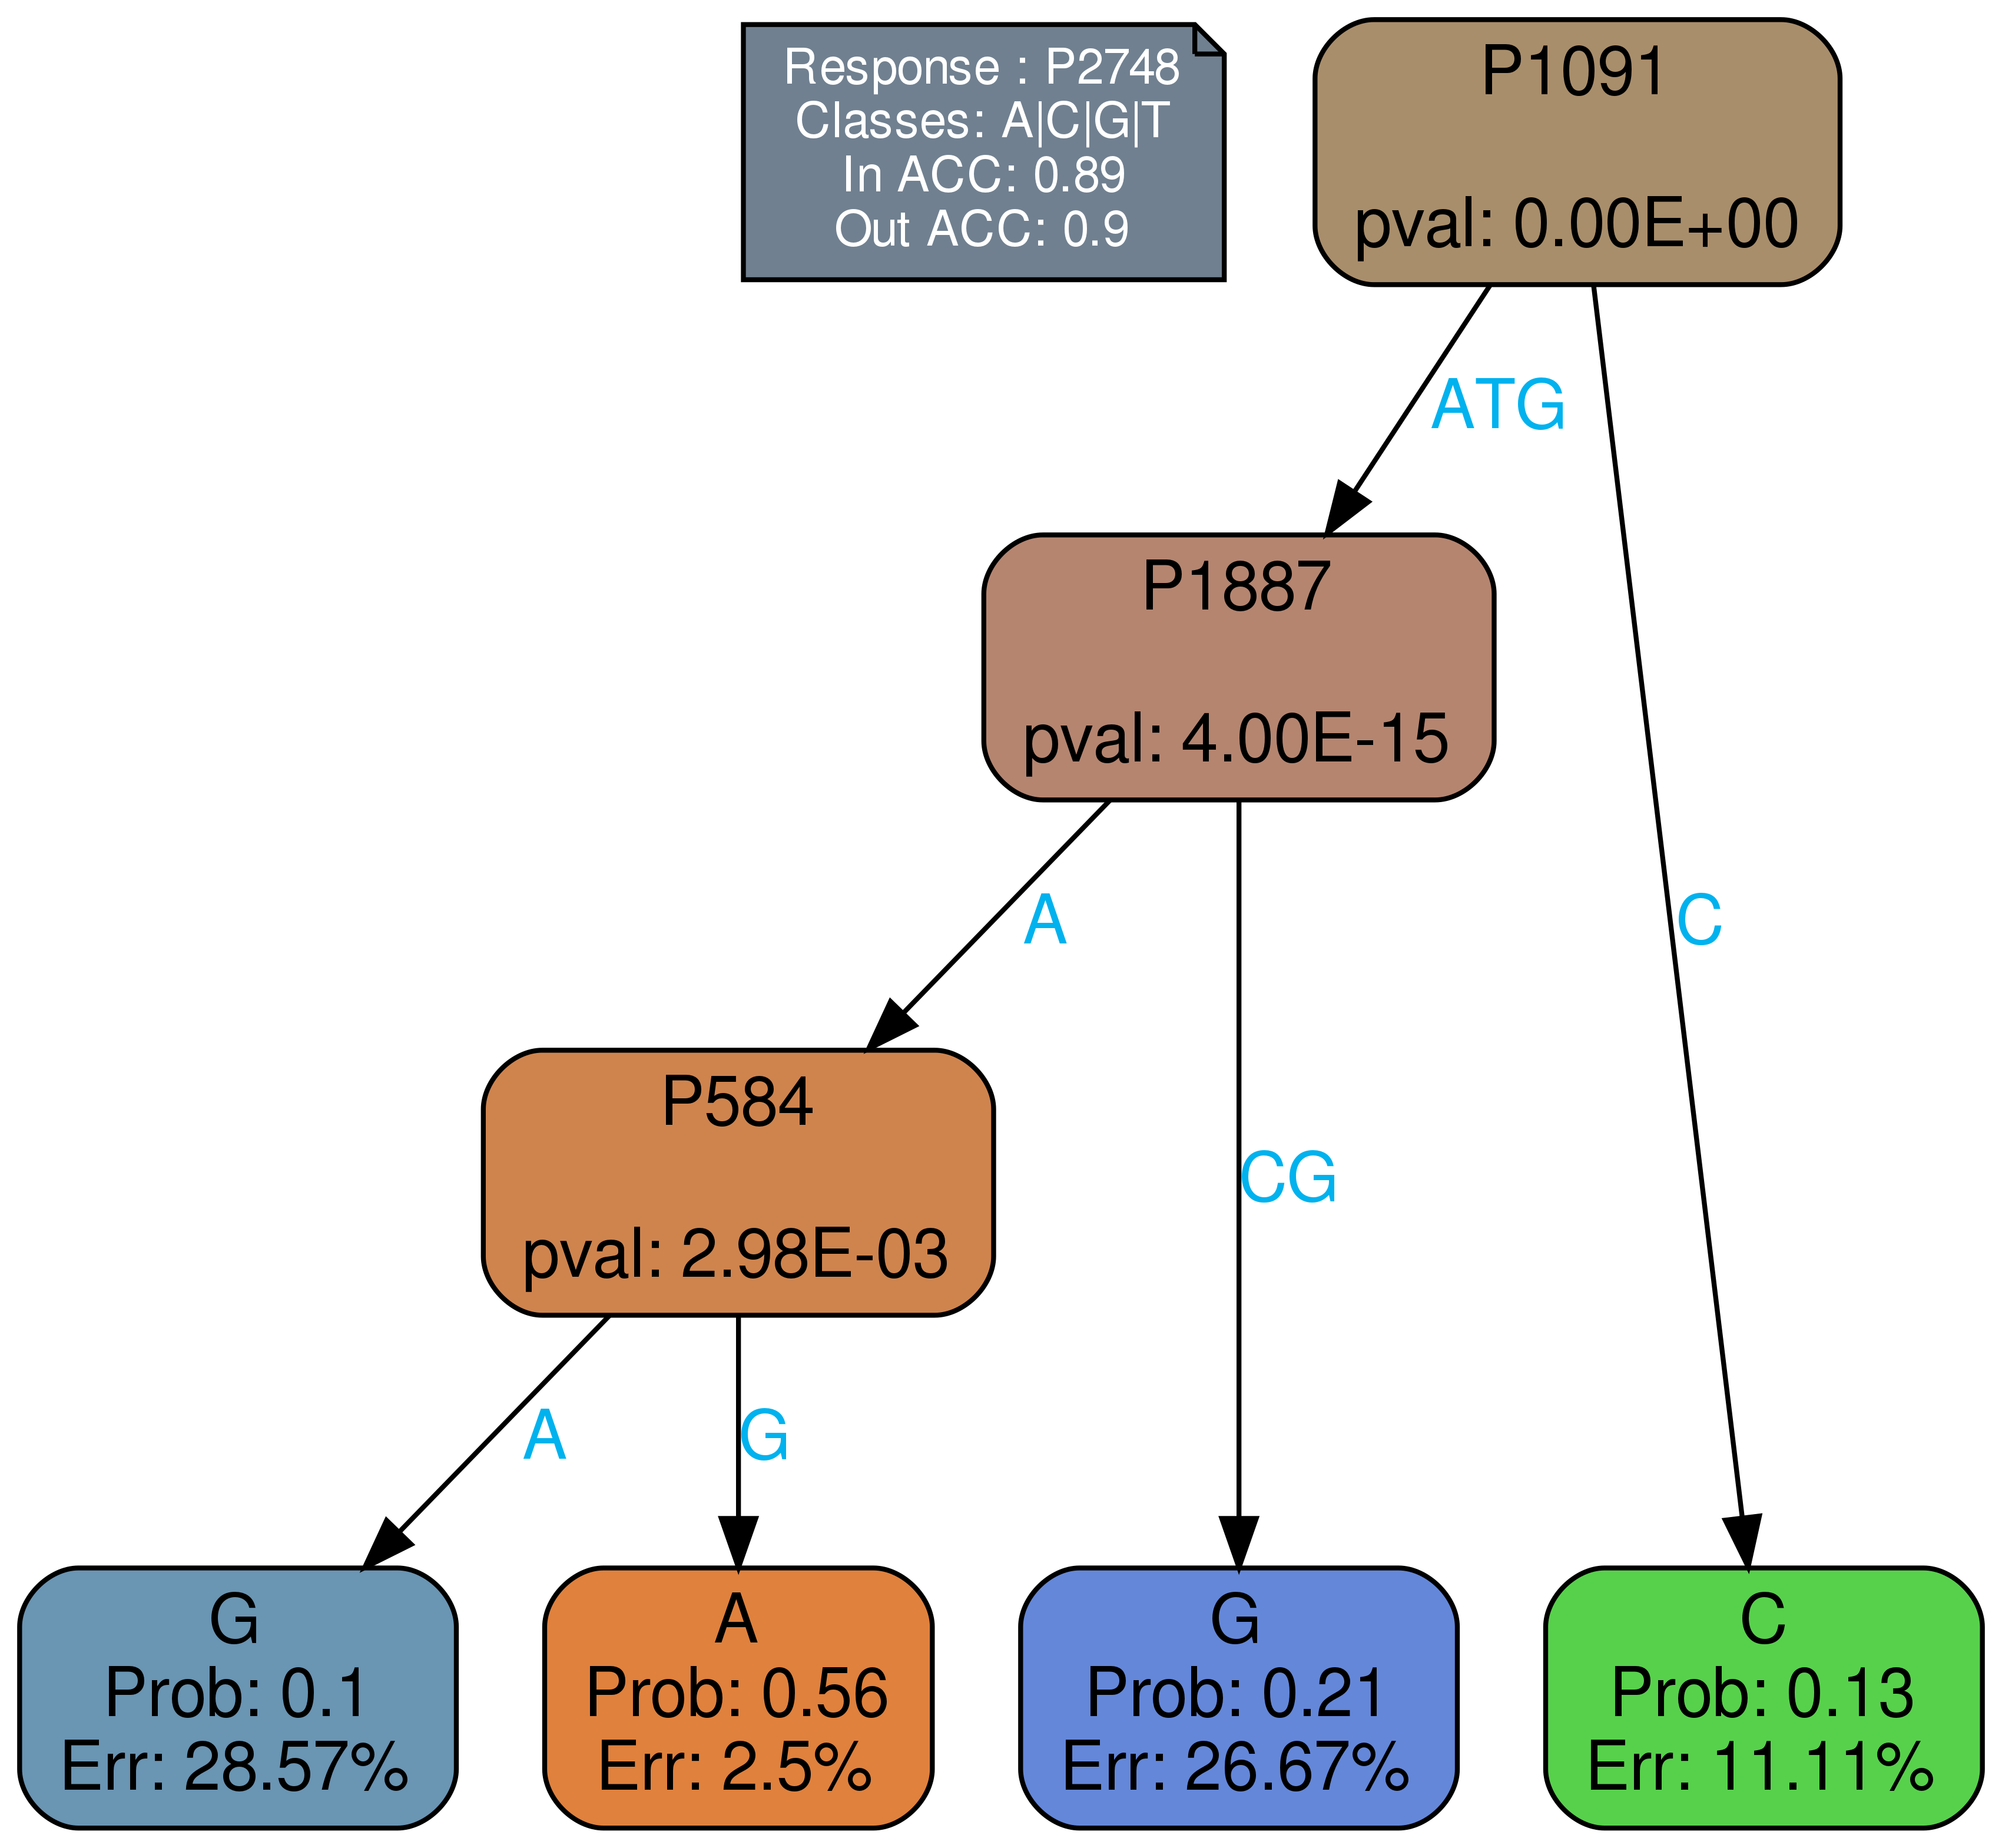 Response : P2748
Classes: A|C|G|T
In ACC: 0.89
Out ACC: 0.9
P1091
pval: 0.00E+00
ATG
P1887
pval: 4.00E-15
A
C
P584
pval: 2.98E-03
CG
A
G
G
Prob: 0.1
Err: 28.57%
A
Prob: 0.56
Err: 2.5%
G
Prob: 0.21
Err: 26.67%
C
Prob: 0.13
Err: 11.11%